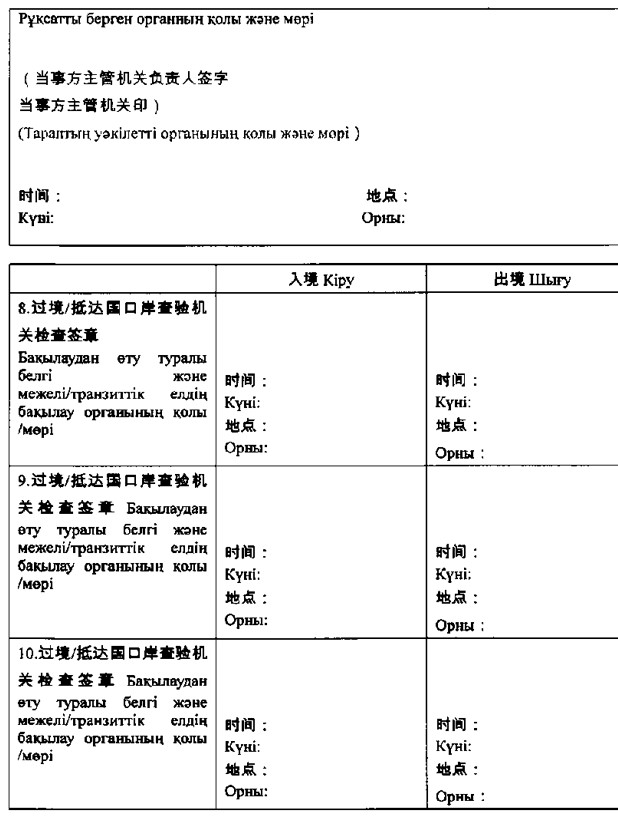 Рұқсатты берген органның қолы және мөрі
（当事方主管机关负责人签字
当事方主管机关印）
(Тараптың уәкілетті органының қолы және мөрі )
时间： 地点：
Күні: Орны:
入境 Кіру 出境 Шығу
8.过境/抵达国口岸查验机
关检查签章
Бақылаудан өту туралы
белгі және
межелі/транзиттік елдің
бақылау органының қолы
/мөрі
时间：
Күні:
地点：
Орны:
时间：
Күні:
地点：
Орны :
9.过境/抵达国口岸查验机
关检查签章 Бақылаудан
өту туралы белгі және
межелі/транзиттік елдің
бақылау органының қолы
/мөрі
时间：
Күні:
地点：
Орны:
时间：
Күні:
地点：
Орны :
10.过境/抵达国口岸查验机
关检查签章 Бақылаудан
өту туралы белгі және
межелі/транзиттік елдің
бақылау органының қолы
/мөрі
时间：
Күні:
地点：
Орны:
时间：
Күні:
地点：
Орны :